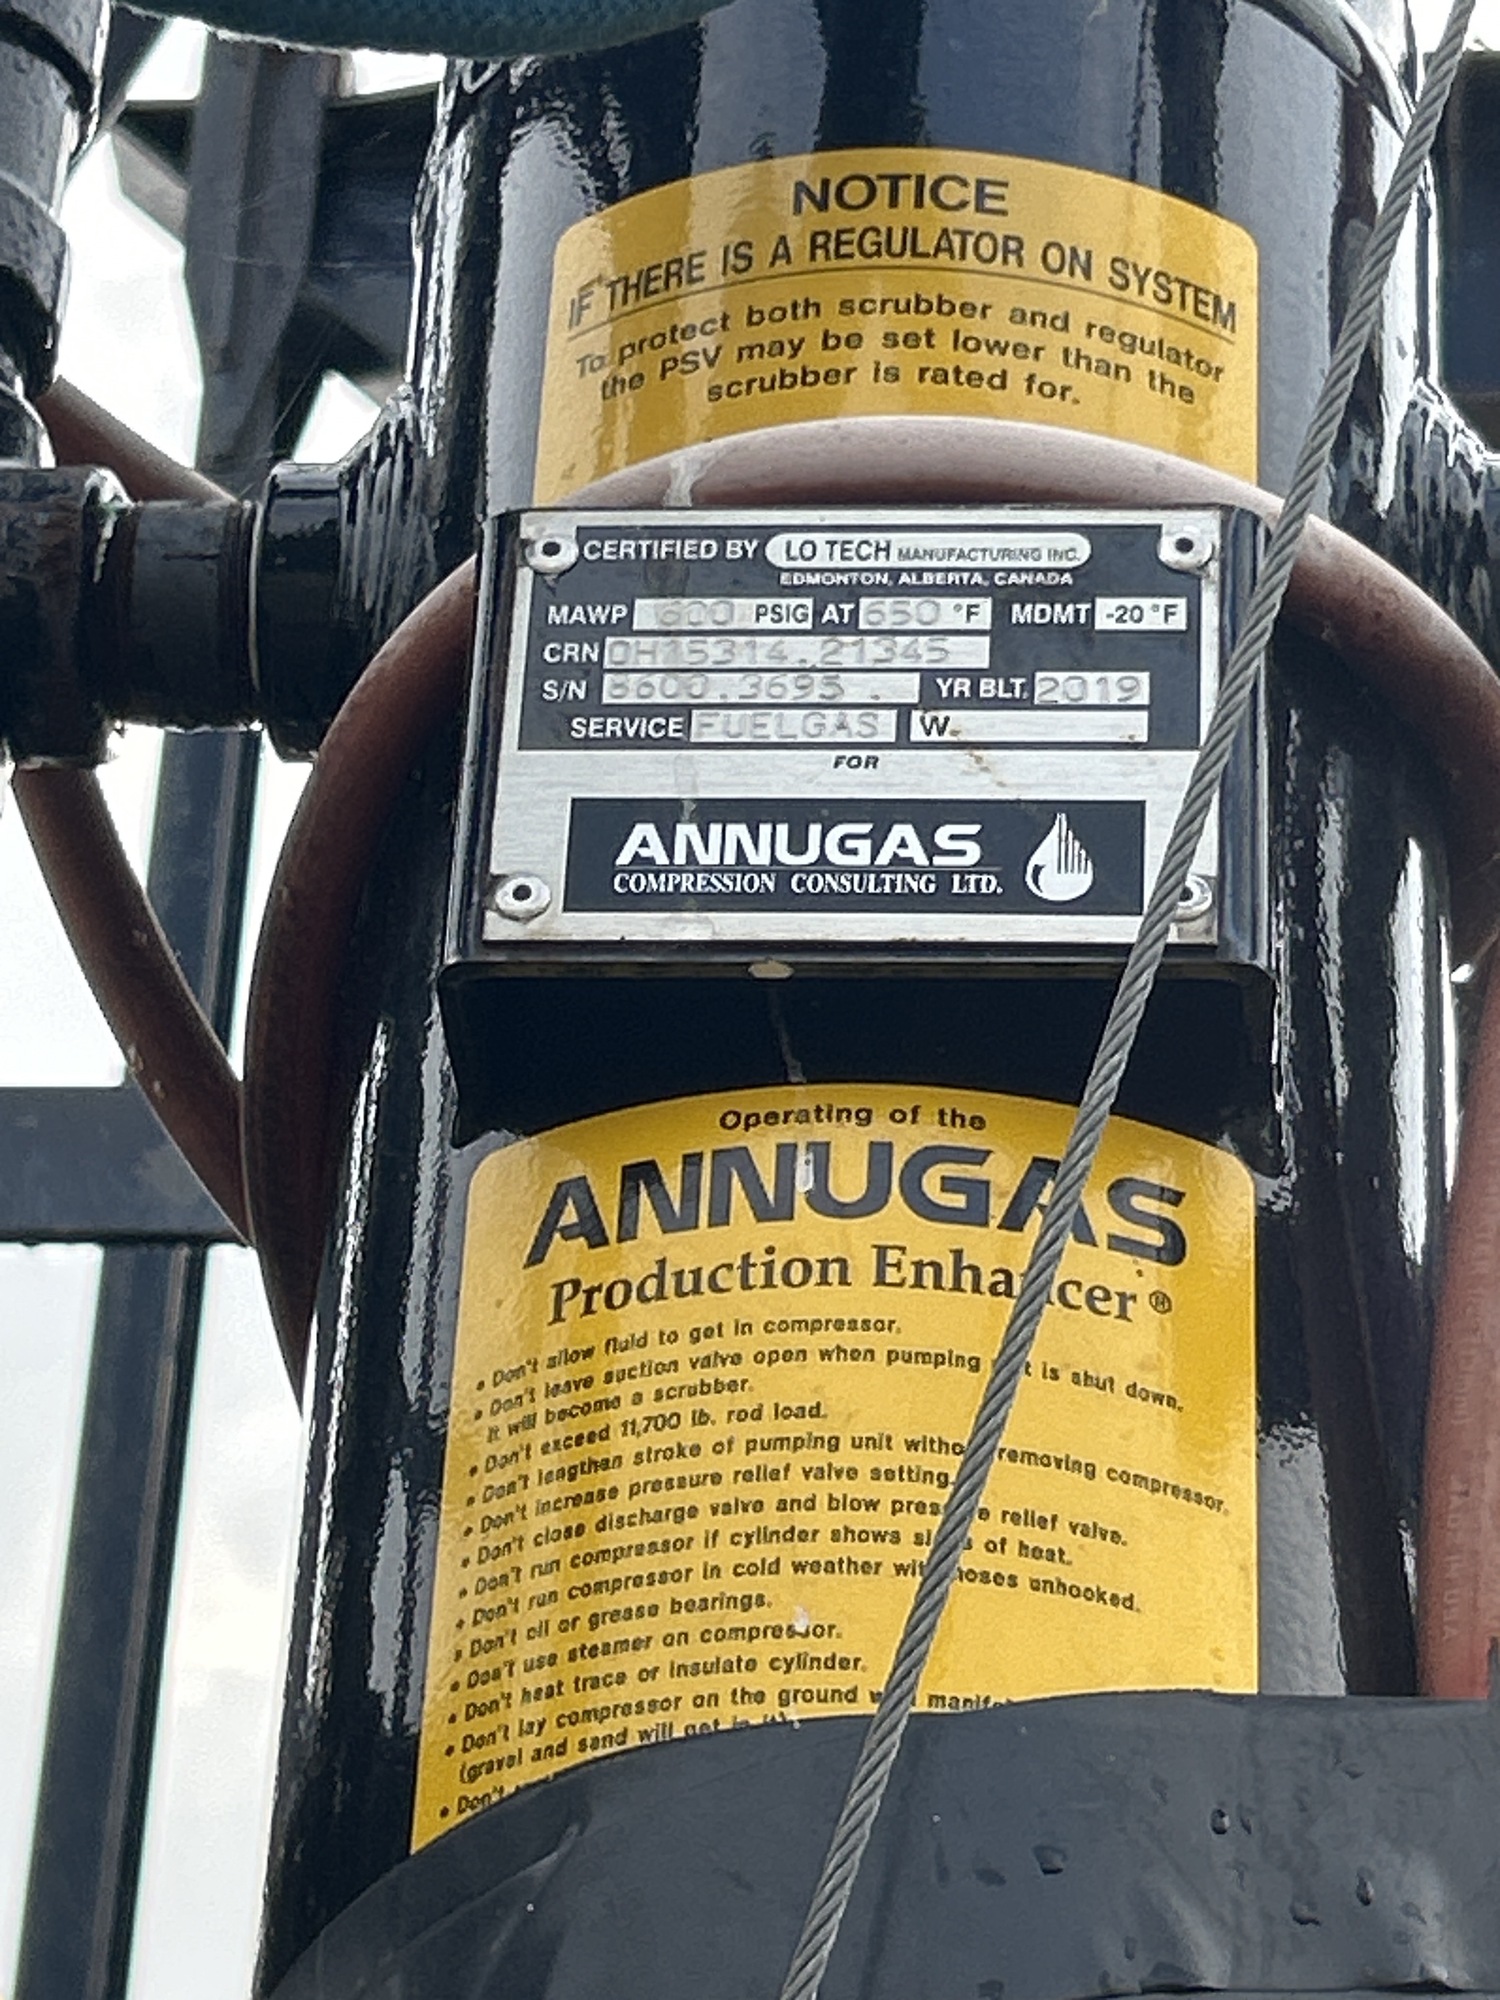 NOTICE
IF THERE IS A REGULATOR ON SYSTEM
To protect both scrubber and regulator
the PSV may be set lower than the
scrubber is rated for.
CERTIFIED BY LO TECH MANUFACTURING INC.
EDMONTON, ALBERTA, CANADA
MAWP 600 PSIG AT 650 °F MDMT -20 °F
CRN 0H15314.21345
S/N 8600.3695 YR BLT. 2019
SERVICE FUELGAS W
FOR
ANNUGAS
COMPRESSION CONSULTING LTD.
Operating of the
ANNUGAS
Production Enhancer®
• Don't allow fluid to get in compressor.
• Don't leave suction valve open when pumping is shut down.
It will become a scrubber.
• Don't exceed 11,700 lb. rod load.
• Don't lengthen stroke of pumping unit without removing compressor.
• Don't increase pressure relief valve setting.
• Don't close discharge valve and blow pressure relief valve.
• Don't run compressor if cylinder shows signs of heat.
• Don't run compressor in cold weather with hoses unhooked.
• Don't oil or grease bearings.
• Don't use steamer on compressor.
• Don't heat trace or insulate cylinder.
• Don't lay compressor on the ground
(gravel and sand will get in it).
• Don't